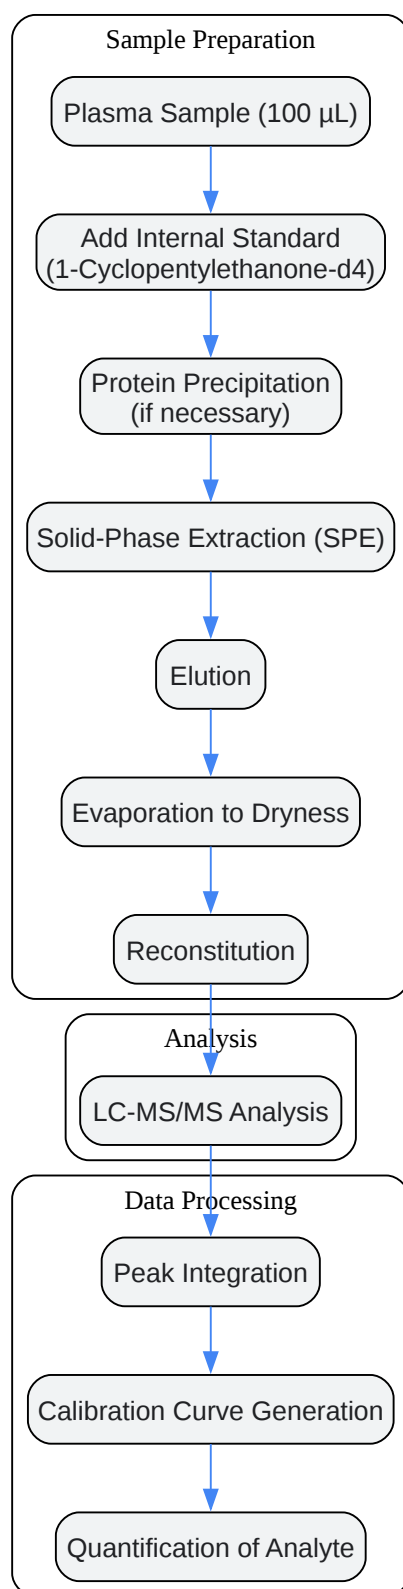 Sample Preparation
Plasma Sample (100 µL)
Add Internal Standard
(1-Cyclopentylethanone-d4)
Protein Precipitation
(if necessary)
Solid-Phase Extraction (SPE)
Elution
Evaporation to Dryness
Reconstitution
Analysis
LC-MS/MS Analysis
Data Processing
Peak Integration
Calibration Curve Generation
Quantification of Analyte